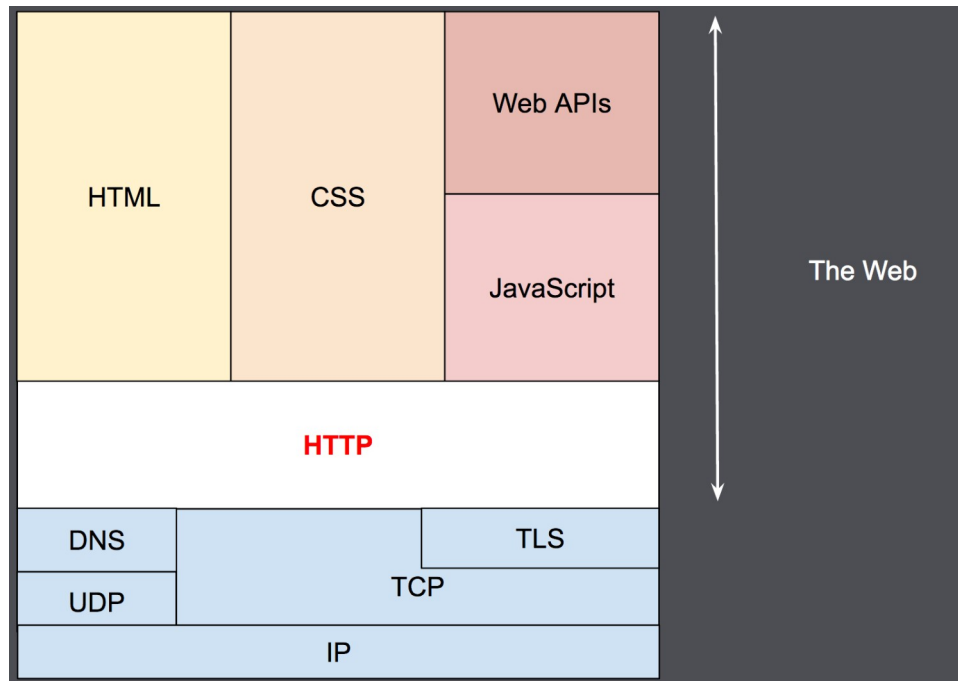 Web APIs
HTML
CSS
The Web
JavaScript
HTTP
DNS
TLS
TCP
UDP
IP